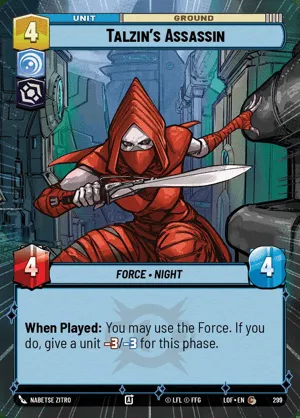 UNIT
GROUND
4
TALZIN'S ASSASSIN
4
4
FORCE • NIGHT
When Played: You may use the Force. If you
do, give a unit -3/-3 for this phase.
NABETSE ZITRO
© LFL © FFG
LOF • EN
C
299